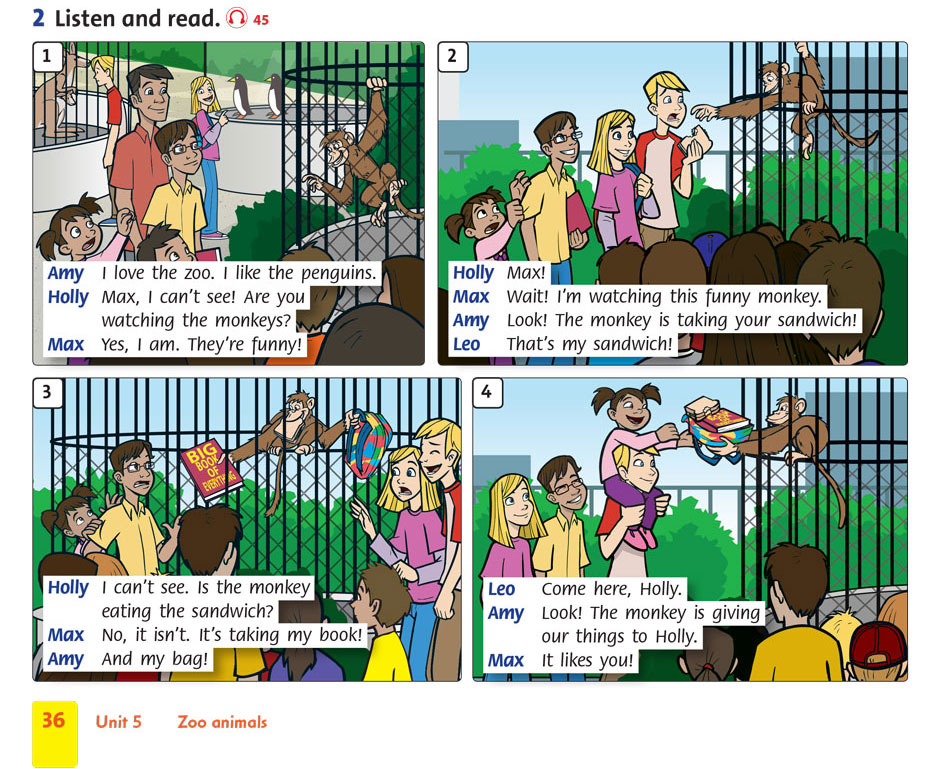 2 Listen and read. 45
1
Amy I love the zoo. I like the penguins.
Holly Max, I can't see! Are you
watching the monkeys?
Max Yes, I am. They're funny!
2
Holly Max!
Max Wait! I'm watching this funny monkey.
Amy Look! The monkey is taking your sandwich!
Leo That's my sandwich!
3
BIG
BOOK
OF
EVERYTHING
Holly I can't see. Is the monkey
eating the sandwich?
Max No, it isn't. It's taking my book!
Amy And my bag!
4
Leo Come here, Holly.
Amy Look! The monkey is giving
our things to Holly.
Max It likes you!
36 Unit 5 Zoo animals